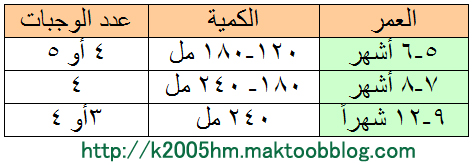 العمر الكمية عدد الوجبات
٥-٦ أشهر ١٢٠-١٨٠ مل ٤ أو ٥
٧-٨ أشهر ١٨٠- ٢٤٠ مل ٤
٩-١٢ شهراً ٢٤٠ مل ٣أو ٤
http://k2005hm.maktoobblog.com